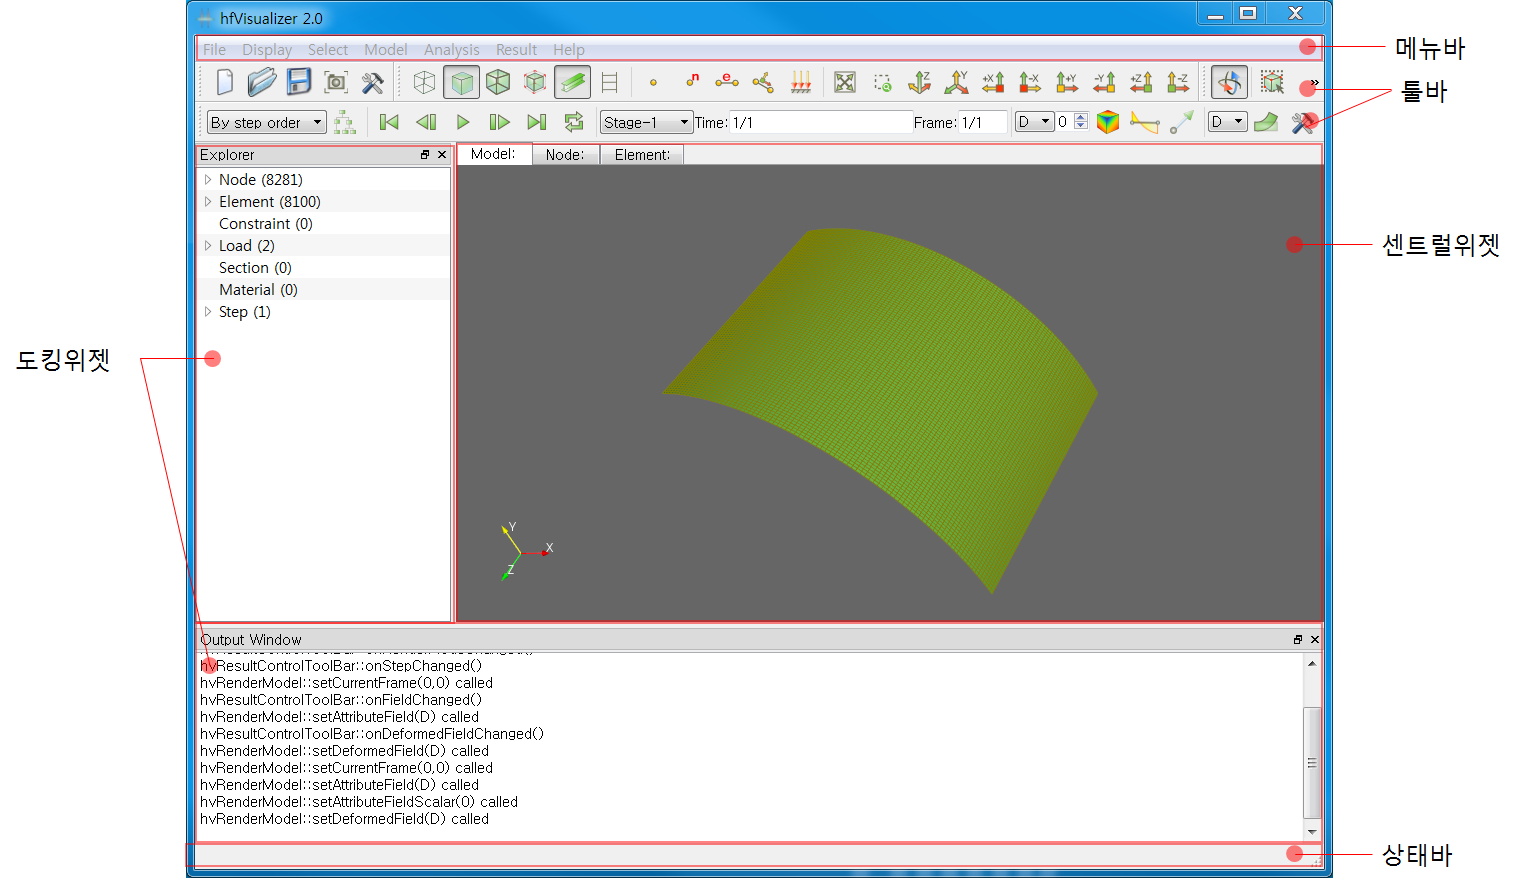 hfVisualizer 2.0
File Display Select Model Analysis Result Help
메뉴바
n e Z Y +X -X +Y -Y +Z -Z »
툴바
By step order Stage-1 Time: 1/1 Frame: 1/1 D 0 D
Explorer
Model: Node: Element:
Node (8281)
Element (8100)
Constraint (0)
Load (2)
Section (0)
Material (0)
Step (1)
센트럴위젯
도킹위젯
Y
X
Z
Output Window
hvResultControlToolBar::onStepChanged()
hvRenderModel::setCurrentFrame(0,0) called
hvResultControlToolBar::onFieldChanged()
hvRenderModel::setAttributeField(D) called
hvResultControlToolBar::onDeformedFieldChanged()
hvRenderModel::setDeformedField(D) called
hvRenderModel::setCurrentFrame(0,0) called
hvRenderModel::setAttributeField(D) called
hvRenderModel::setAttributeFieldScalar(0) called
hvRenderModel::setDeformedField(D) called
상태바